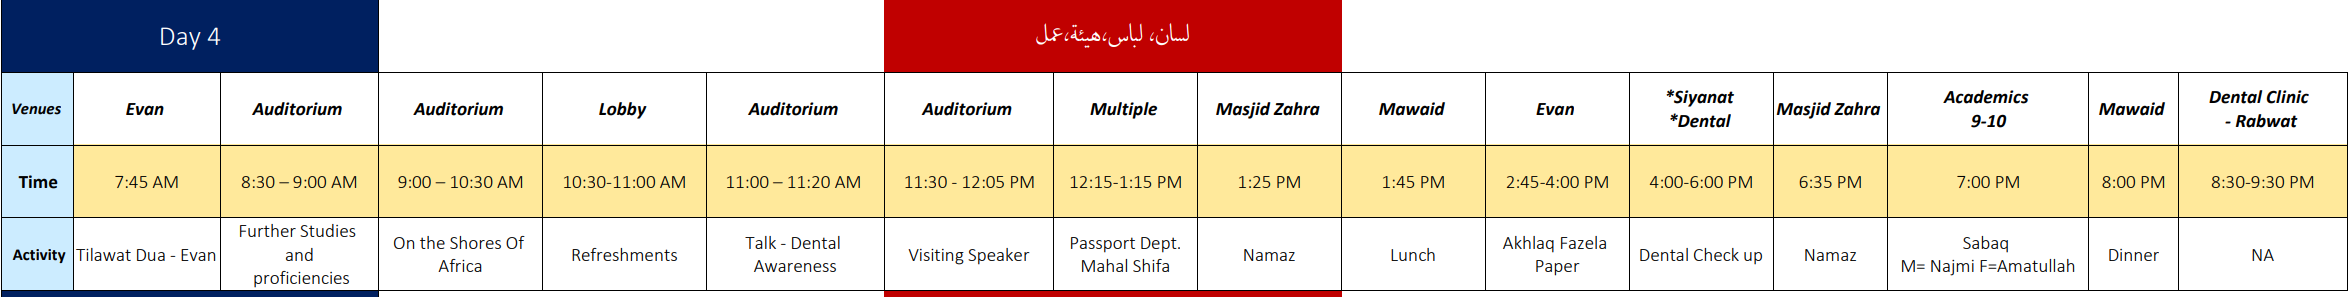 Day 4
لسان، لباس،هيئة،عمل
Venues Evan Auditorium Auditorium Lobby Auditorium Auditorium Multiple Masjid Zahra Mawaid Evan *Siyanat *Dental Masjid Zahra Academics 9-10 Mawaid Dental Clinic - Rabwat
Time 7:45 AM 8:30 – 9:00 AM 9:00 – 10:30 AM 10:30-11:00 AM 11:00 – 11:20 AM 11:30 - 12:05 PM 12:15-1:15 PM 1:25 PM 1:45 PM 2:45-4:00 PM 4:00-6:00 PM 6:35 PM 7:00 PM 8:00 PM 8:30-9:30 PM
Activity Tilawat Dua - Evan Further Studies and proficiencies On the Shores Of Africa Refreshments Talk - Dental Awareness Visiting Speaker Passport Dept. Mahal Shifa Namaz Lunch Akhlaq Fazela Paper Dental Check up Namaz Sabaq M= Najmi F=Amatullah Dinner NA